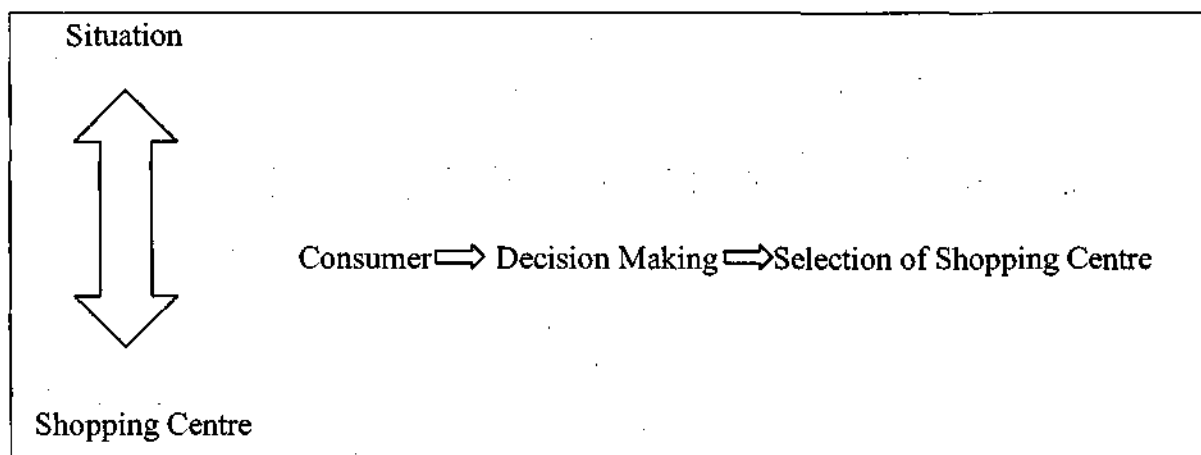 Situation
Consumer Decision Making Selection of Shopping Centre
Shopping Centre